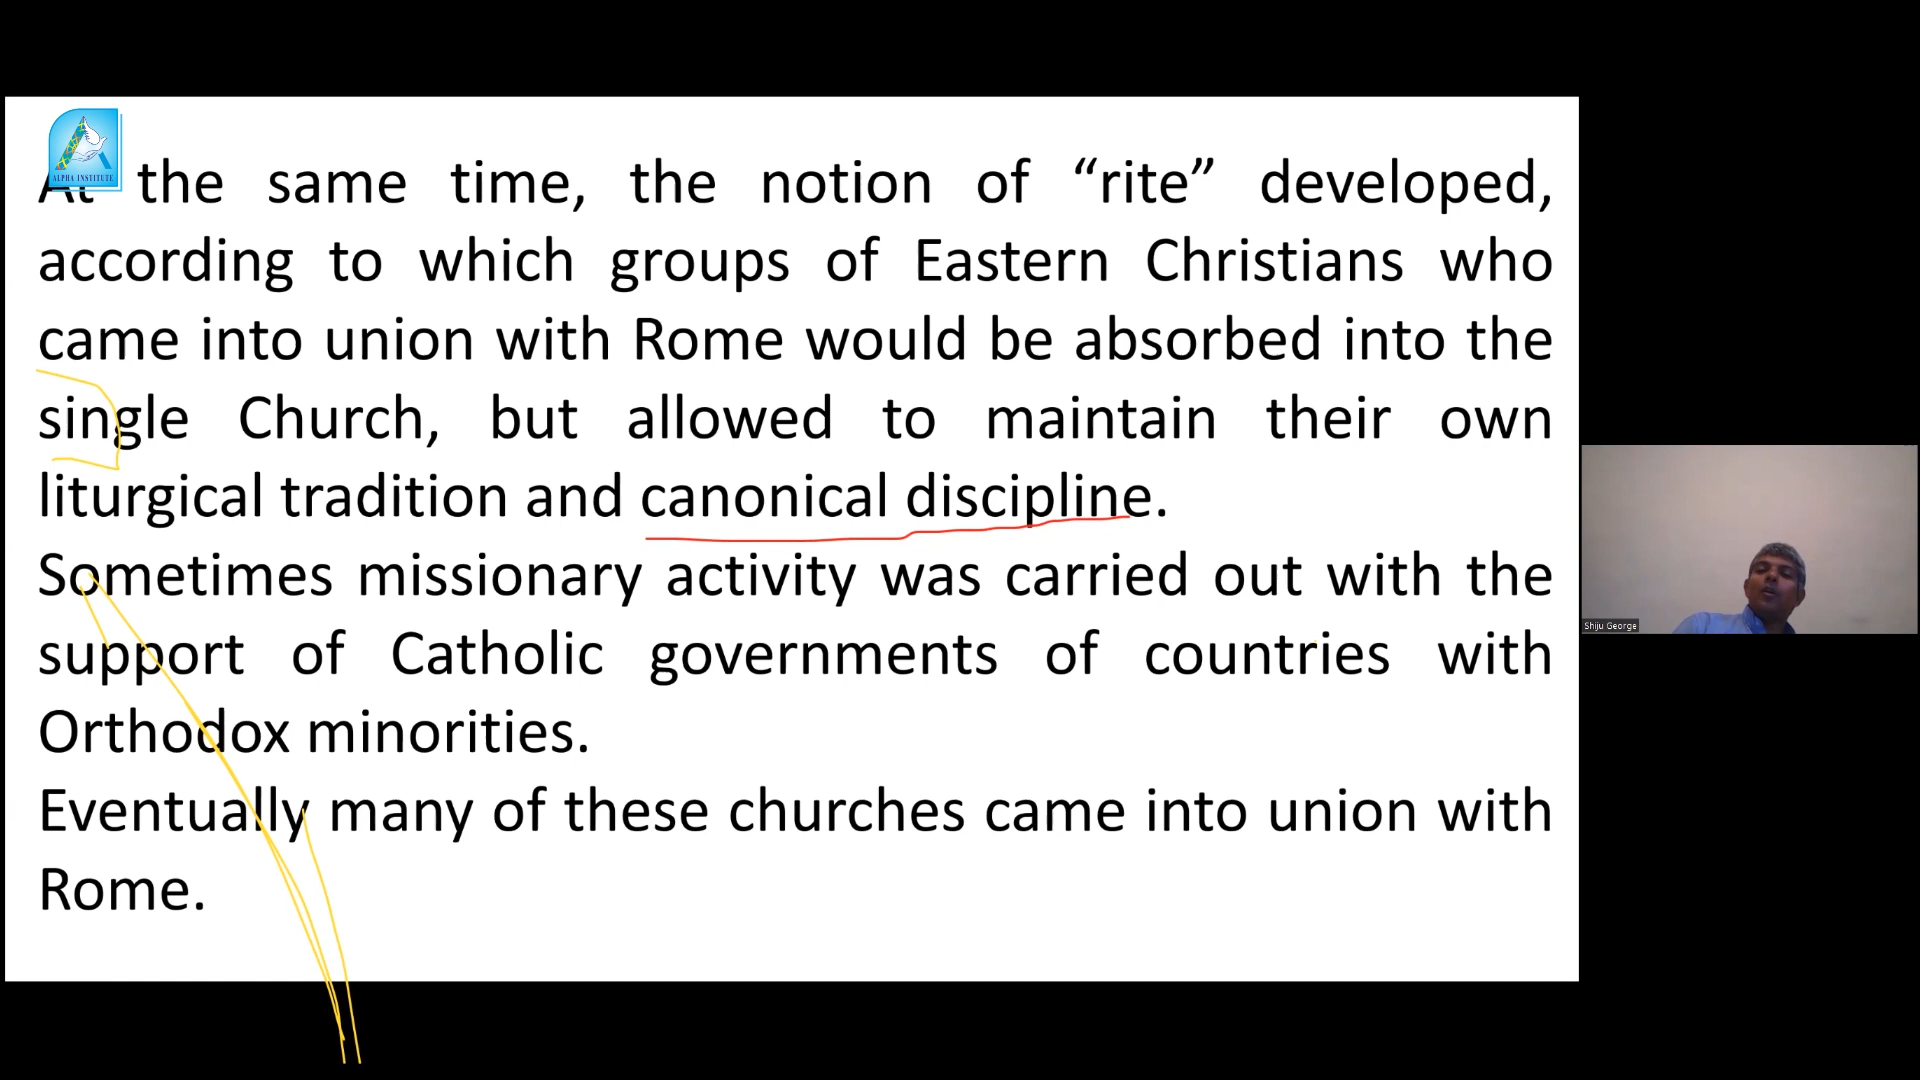 ALPHA INSTITUTE
At the same time, the notion of “rite” developed,
according to which groups of Eastern Christians who
came into union with Rome would be absorbed into the
single Church, but allowed to maintain their own
liturgical tradition and canonical discipline.
Sometimes missionary activity was carried out with the
support of Catholic governments of countries with
Orthodox minorities.
Eventually many of these churches came into union with
Rome.
Shiju George